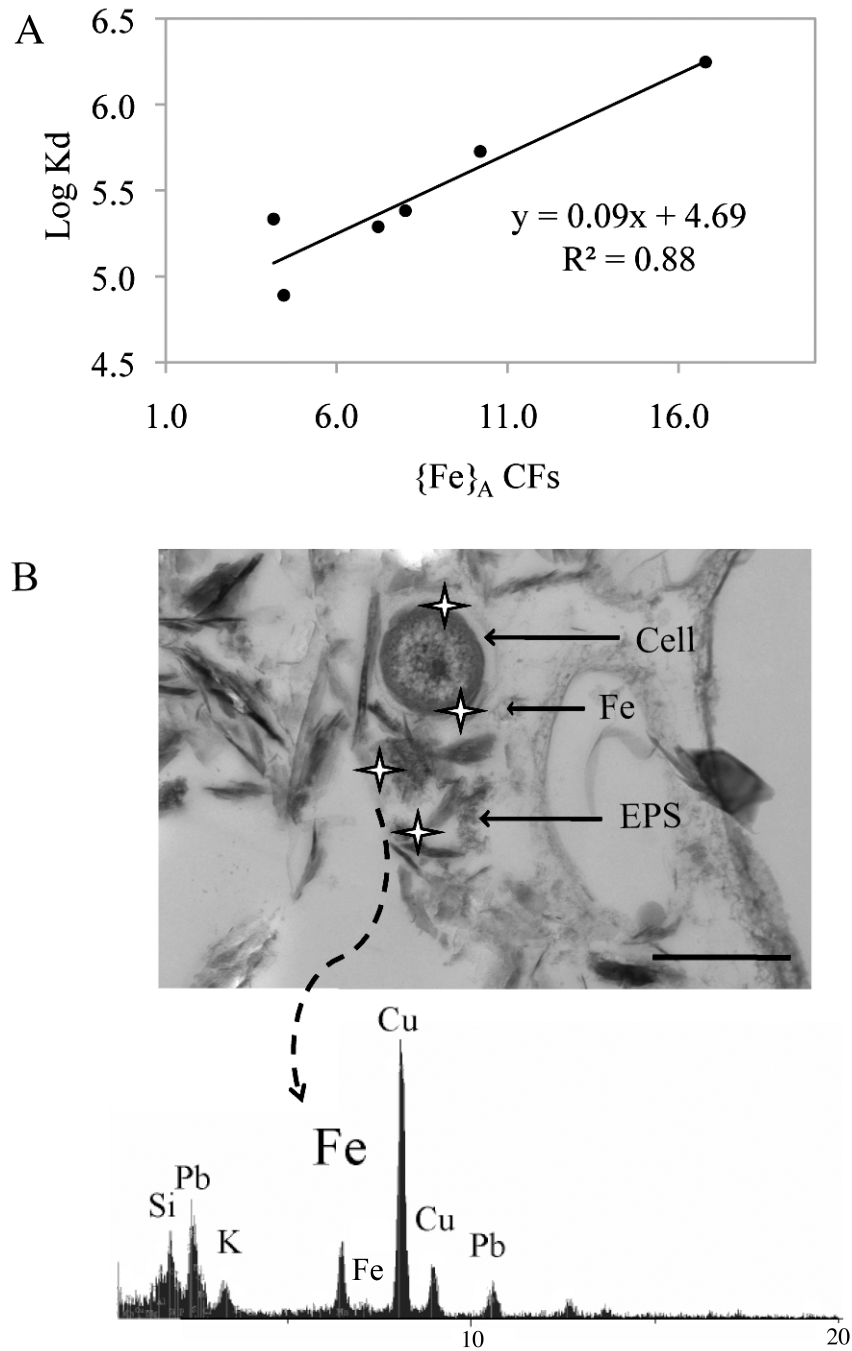 A
6.5
6.0
5.5
5.0
4.5
Log Kd
y = 0.09x + 4.69
R² = 0.88
1.0 6.0 11.0 16.0
{Fe}A CFs
B
Cell
Fe
EPS
Cu
Fe
Pb
Si
K
Cu
Fe
Pb
10 20